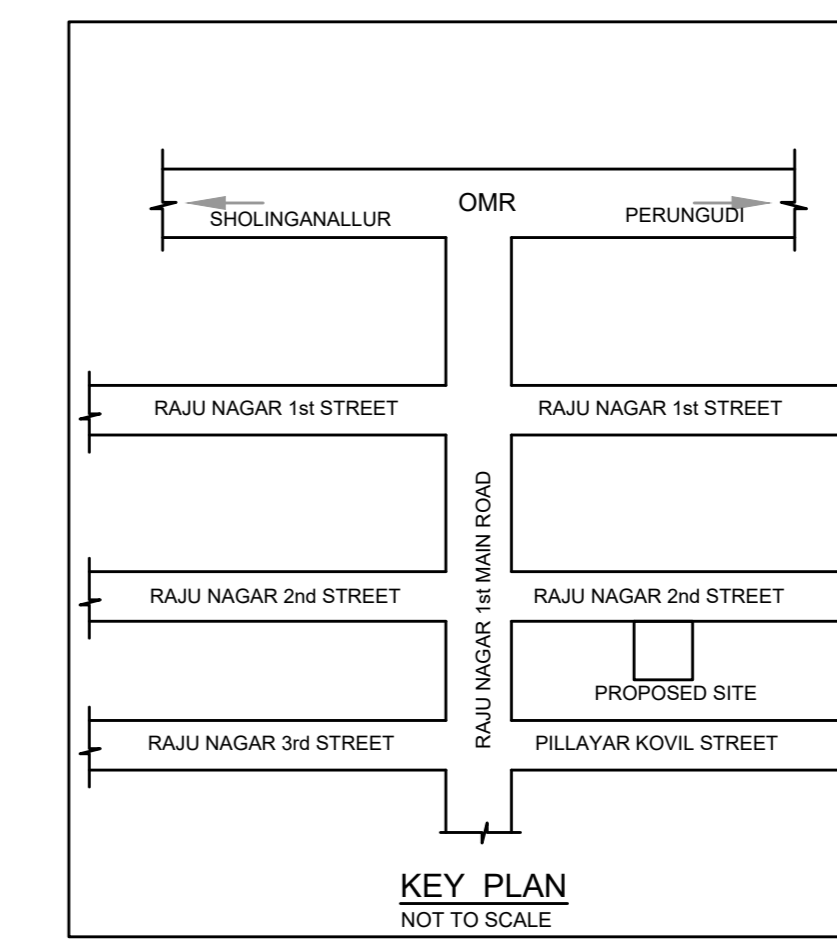 OMR
SHOLINGANALLUR
PERUNGUDI
RAJU NAGAR 1st STREET
RAJU NAGAR 1st STREET
RAJU NAGAR 1st MAIN ROAD
RAJU NAGAR 2nd STREET
RAJU NAGAR 2nd STREET
PROPOSED SITE
RAJU NAGAR 3rd STREET
PILLAYAR KOVIL STREET
KEY PLAN
NOT TO SCALE